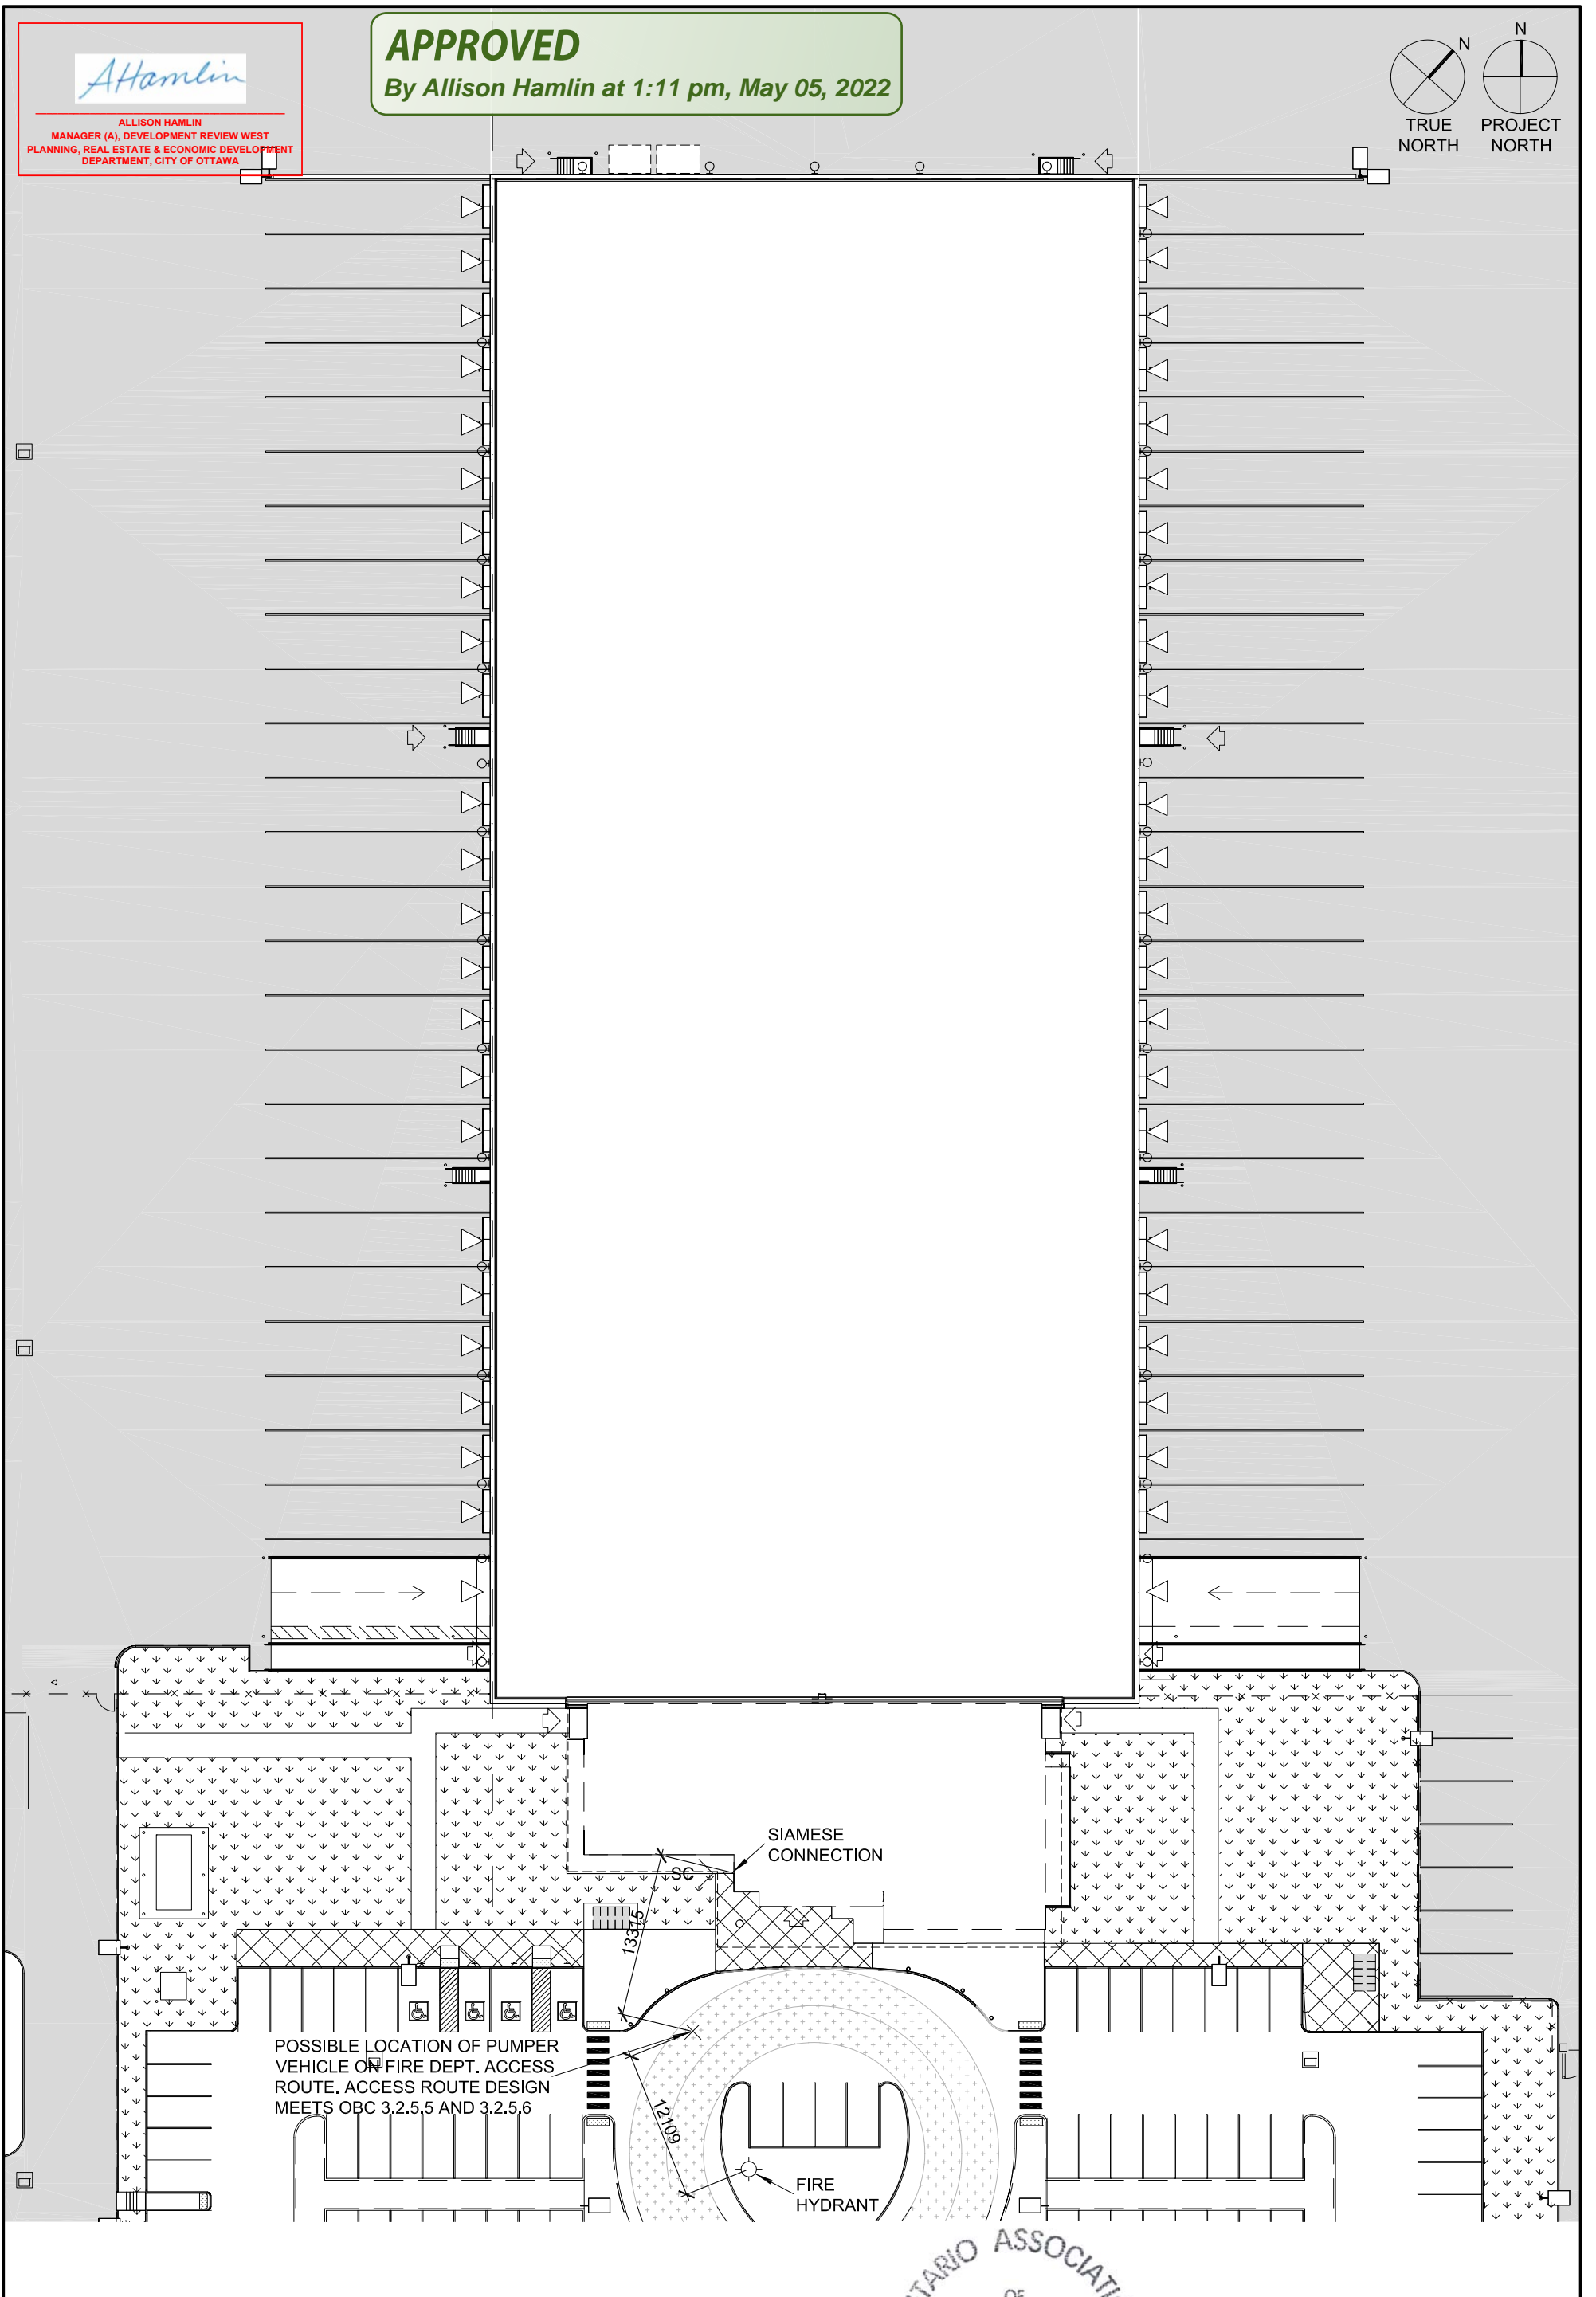 AHamlin
ALLISON HAMLIN
MANAGER (A), DEVELOPMENT REVIEW WEST
PLANNING, REAL ESTATE & ECONOMIC DEVELOPMENT
DEPARTMENT, CITY OF OTTAWA
APPROVED
By Allison Hamlin at 1:11 pm, May 05, 2022
N
TRUE
NORTH
N
PROJECT
NORTH
SIAMESE
CONNECTION
SC
13315
POSSIBLE LOCATION OF PUMPER
VEHICLE ON FIRE DEPT. ACCESS
ROUTE. ACCESS ROUTE DESIGN
MEETS OBC 3.2.5.5 AND 3.2.5.6
12109
FIRE
HYDRANT
OF